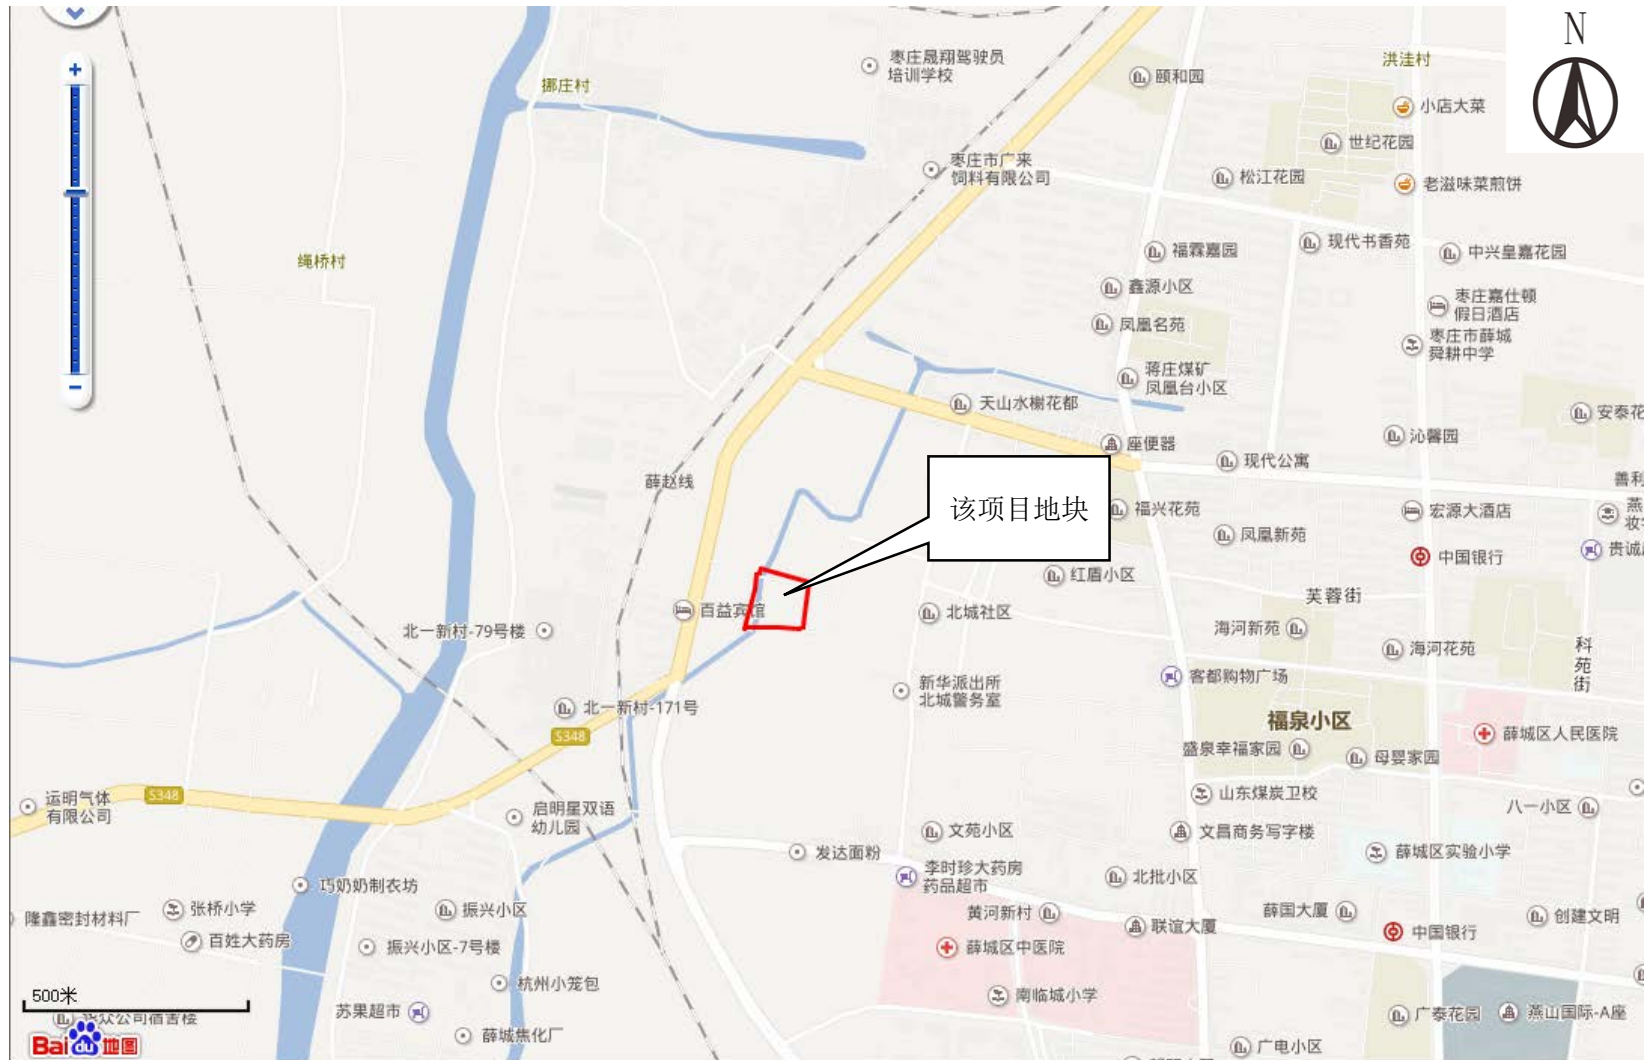 N
枣庄晟翔驾驶员
培训学校
颐和园
洪洼村
挪庄村
小店大菜
世纪花园
枣庄市广来
饲料有限公司
松江花园
老滋味菜煎饼
绳桥村
福霖嘉园
现代书香苑
中兴皇嘉花园
鑫源小区
枣庄嘉仕顿
假日酒店
凤凰名苑
枣庄市薛城
舜耕中学
蒋庄煤矿
凤凰台小区
天山水榭花都
安泰花
沁馨园
座便器
现代公寓
薛赵线
善利
该项目地块
福兴花苑
宏源大酒店
燕
妆
凤凰新苑
中国银行
贵诚
红盾小区
芙蓉街
百益宾馆
北城社区
北一新村-79号楼
海河新苑
海河花苑
科苑街
客都购物广场
新华派出所
北城警务室
北一新村-171号
福泉小区
S348
薛城区人民医院
盛泉幸福家园
母婴家园
S348
运明气体
有限公司
启明星双语
幼儿园
山东煤炭卫校
八一小区
文苑小区
文昌商务写字楼
发达面粉
薛城区实验小学
李时珍大药房
药品超市
北批小区
巧奶奶制衣坊
隆鑫密封材料厂
张桥小学
振兴小区
黄河新村
薛国大厦
创建文明
联谊大厦
百姓大药房
振兴小区-7号楼
薛城区中医院
中国银行
杭州小笼包
500米
南临城小学
苏果超市
公司宿舍楼
广泰花园
燕山国际-A座
薛城焦化厂
Bai du 地图
广电小区